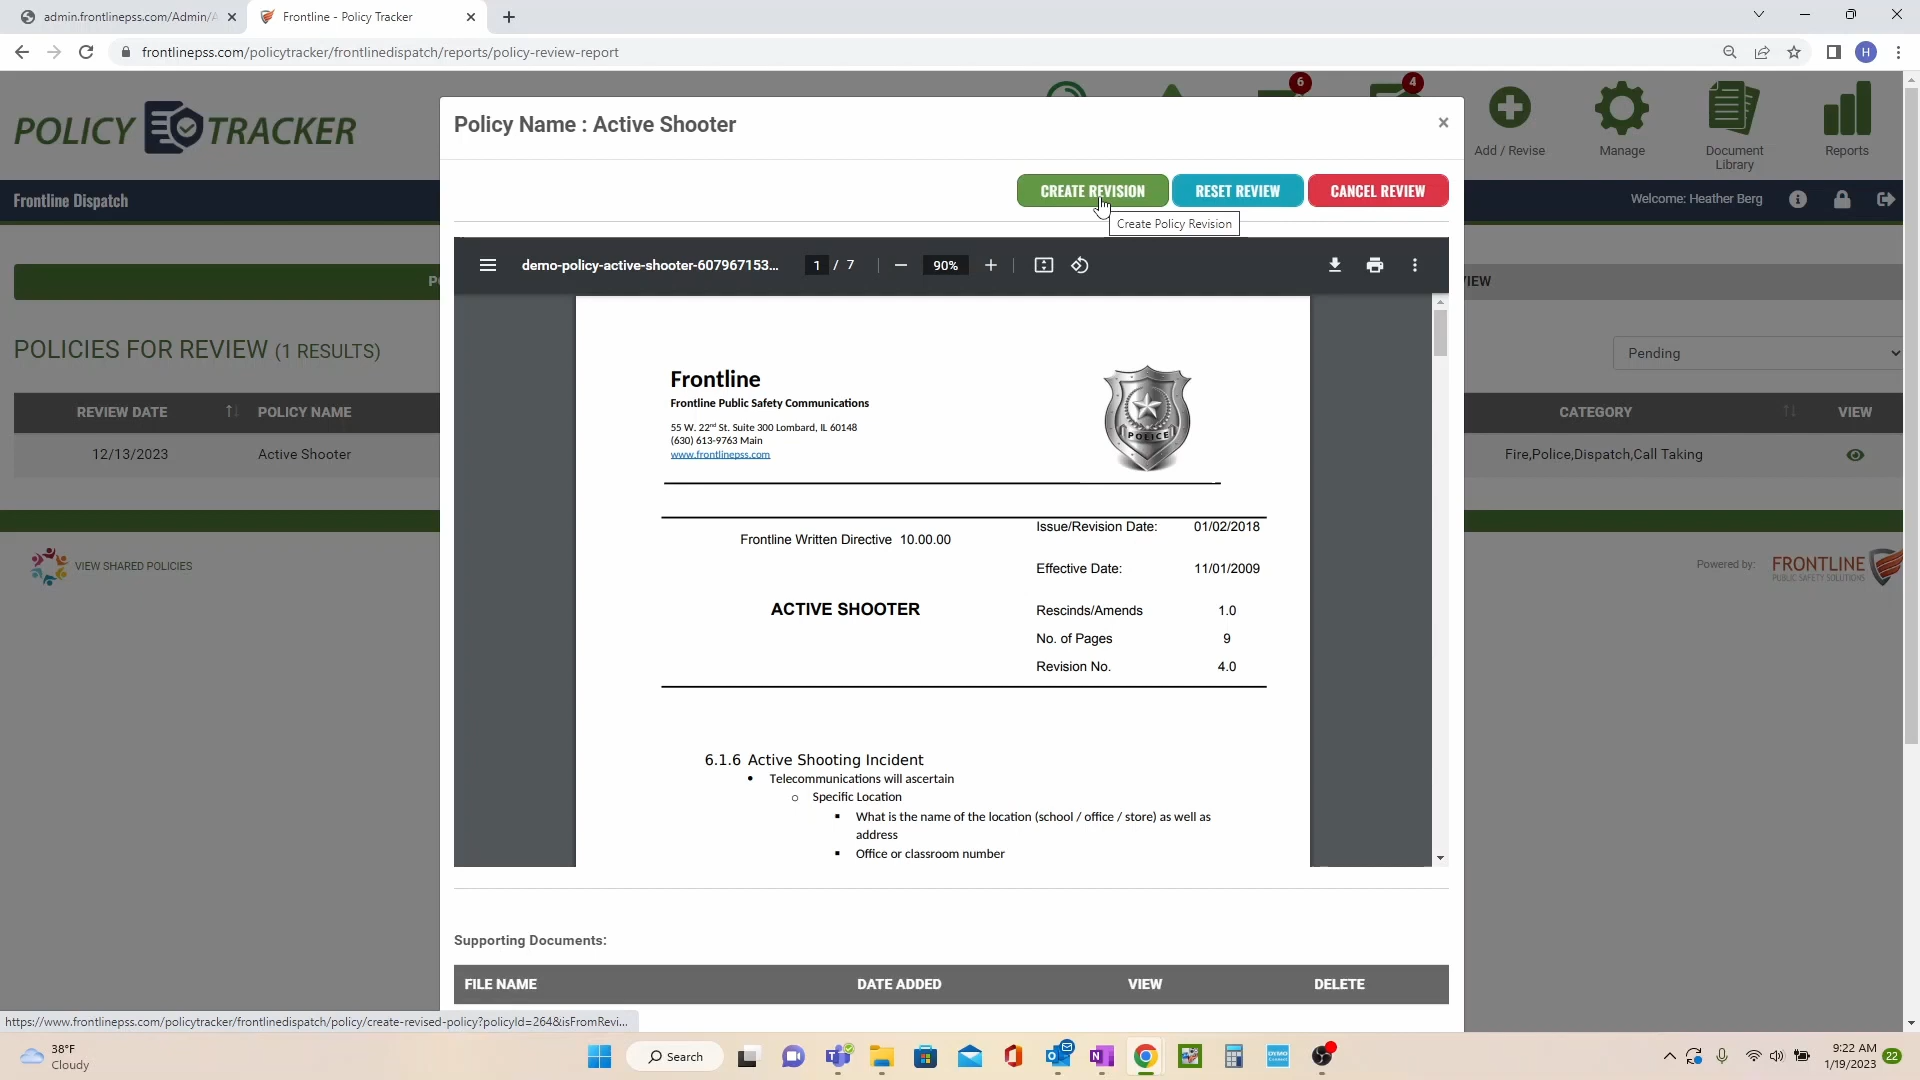 admin.frontlinepss.com/Admin/A
Frontline - Policy Tracker
frontlinepss.com/policytracker/frontlinedispatch/reports/policy-review-report
H
POLICY TRACKER
6
4
Add / Revise
Manage
Document
Library
Reports
Frontline Dispatch
Welcome: Heather Berg
Policy Name : Active Shooter
×
CREATE REVISION
RESET REVIEW
CANCEL REVIEW
Create Policy Revision
demo-policy-active-shooter-607967153...
1 / 7
90%
IEW
POLICIES FOR REVIEW (1 RESULTS)
Pending
REVIEW DATE
POLICY NAME
CATEGORY
VIEW
12/13/2023
Active Shooter
Fire,Police,Dispatch,Call Taking
VIEW SHARED POLICIES
Powered by:
FRONTLINE
PUBLIC SAFETY SOLUTIONS
Frontline
Frontline Public Safety Communications
55 W. 22nd St. Suite 300 Lombard, IL 60148
(630) 613-9763 Main
www.frontlinepss.com
POLICE
Frontline Written Directive 10.00.00
Issue/Revision Date: 01/02/2018
Effective Date: 11/01/2009
ACTIVE SHOOTER
Rescinds/Amends 1.0
No. of Pages 9
Revision No. 4.0
6.1.6 Active Shooting Incident
• Telecommunications will ascertain
o Specific Location
▪ What is the name of the location (school / office / store) as well as
address
▪ Office or classroom number
Supporting Documents:
FILE NAME
DATE ADDED
VIEW
DELETE
https://www.frontlinepss.com/policytracker/frontlinedispatch/policy/create-revised-policy?policyId=264&isFromRevi...
38°F
Cloudy
Search
9:22 AM
1/19/2023
22